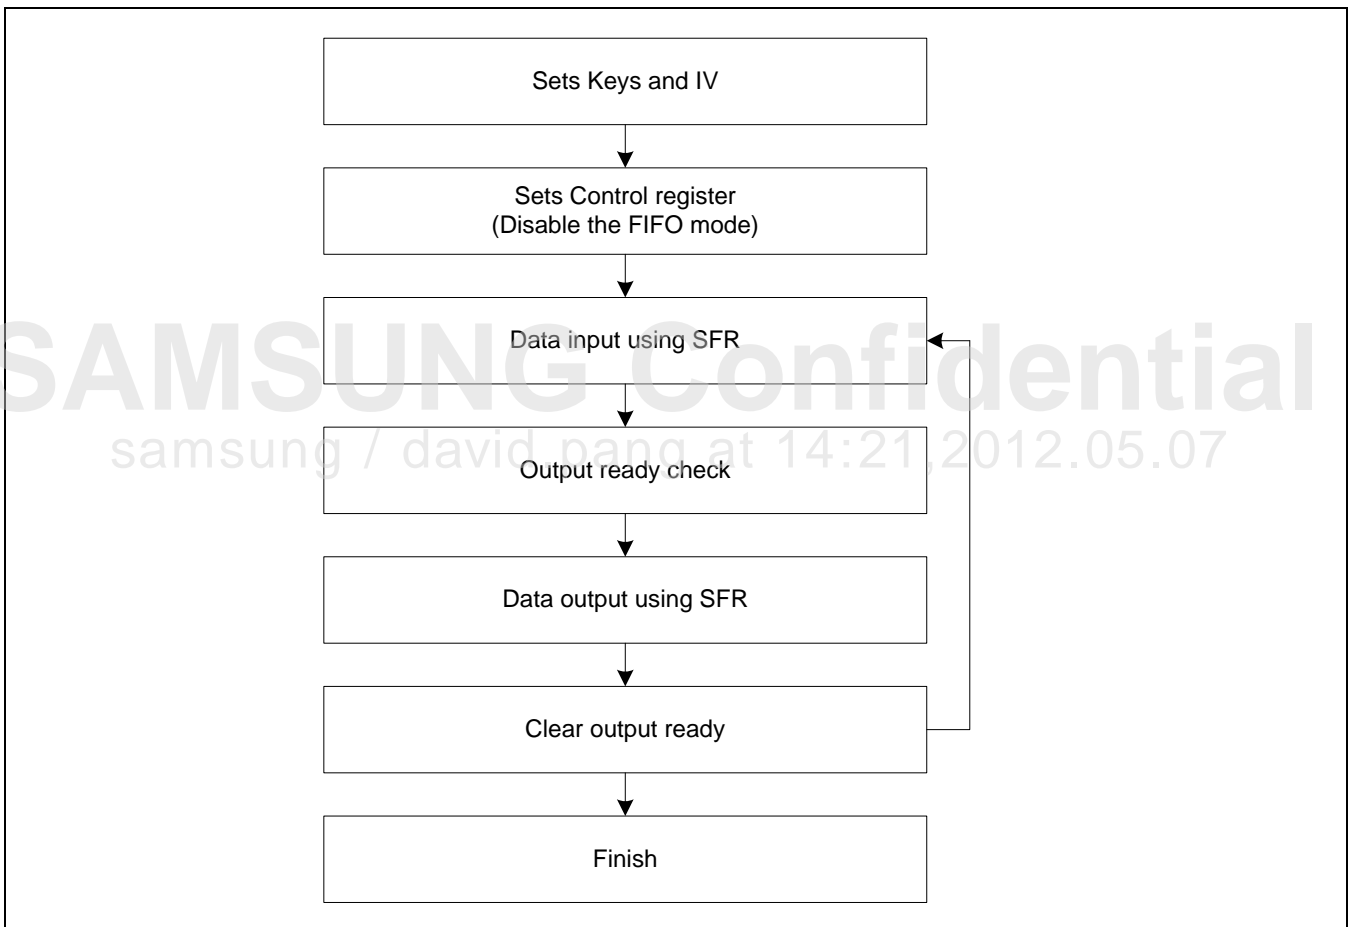 Sets Keys and IV
Sets Control register
(Disable the FIFO mode)
Data input using SFR
SAMSUNG Confidential
samsung / david.pang at 14:21,2012.05.07
Output ready check
Data output using SFR
Clear output ready
Finish